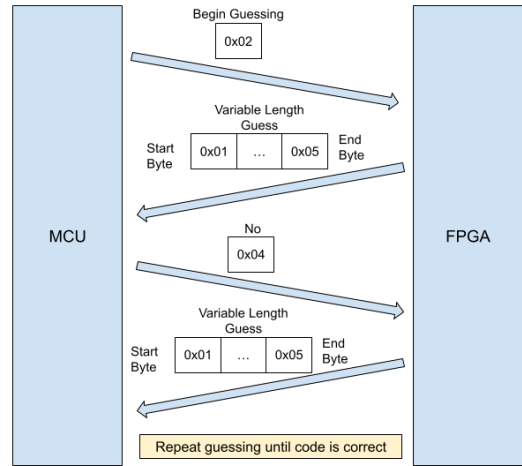 Begin Guessing
0x02
Variable Length
Guess
Start
Byte
0x01
…
0x05
End
Byte
MCU
FPGA
No
0x04
Variable Length
Guess
Start
Byte
0x01
…
0x05
End
Byte
Repeat guessing until code is correct